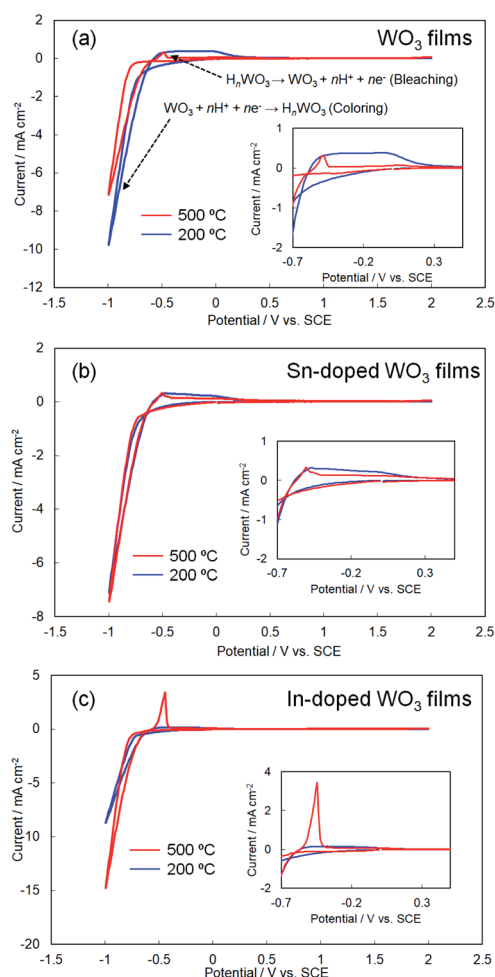 (a)
WO₃ films
2
0
-2
-4
-6
-8
-10
-12
Current / mA cm⁻²
HₙWO₃ → WO₃ + nH⁺ + ne⁻ (Bleaching)
WO₃ + nH⁺ + ne⁻ → HₙWO₃ (Coloring)
500 ºC
200 ºC
1
0
-1
-2
Current / mA cm⁻²
-0.7 -0.2 0.3
Potential / V vs. SCE
-1.5 -1 -0.5 0 0.5 1 1.5 2 2.5
Potential / V vs. SCE
(b)
Sn-doped WO₃ films
2
0
-2
-4
-6
-8
Current / mA cm⁻²
500 ºC
200 ºC
1
0
-1
-2
Current / mA cm⁻²
-0.7 -0.2 0.3
Potential / V vs. SCE
-1.5 -1 -0.5 0 0.5 1 1.5 2 2.5
Potential / V vs. SCE
(c)
In-doped WO₃ films
5
0
-5
-10
-15
-20
Current / mA cm⁻²
500 ºC
200 ºC
4
2
0
-2
Current / mA cm⁻²
-0.7 -0.2 0.3
Potential / V vs. SCE
-1.5 -1 -0.5 0 0.5 1 1.5 2 2.5
Potential / V vs. SCE